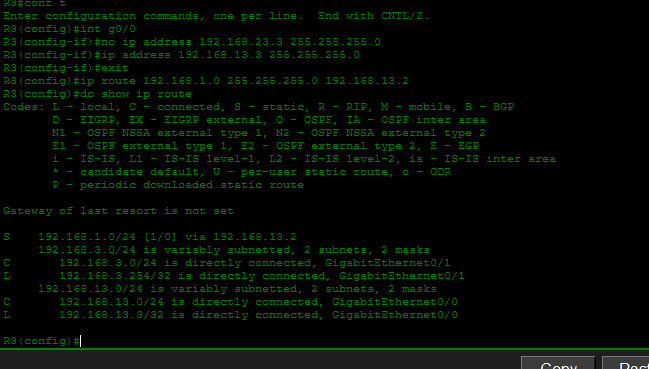 R3#conf t
Enter configuration commands, one per line.  End with CNTL/Z.
R3(config)#int g0/0
R3(config-if)#no ip address 192.168.23.3 255.255.255.0
R3(config-if)#ip address 192.168.13.3 255.255.255.0
R3(config-if)#exit
R3(config)#ip route 192.168.1.0 255.255.255.0 192.168.13.2
R3(config)#do show ip route
Codes: L - local, C - connected, S - static, R - RIP, M - mobile, B - BGP
       D - EIGRP, EX - EIGRP external, O - OSPF, IA - OSPF inter area
       N1 - OSPF NSSA external type 1, N2 - OSPF NSSA external type 2
       E1 - OSPF external type 1, E2 - OSPF external type 2, E - EGP
       i - IS-IS, L1 - IS-IS level-1, L2 - IS-IS level-2, ia - IS-IS inter area
       * - candidate default, U - per-user static route, o - ODR
       P - periodic downloaded static route
Gateway of last resort is not set
S    192.168.1.0/24 [1/0] via 192.168.13.2
     192.168.3.0/24 is variably subnetted, 2 subnets, 2 masks
C       192.168.3.0/24 is directly connected, GigabitEthernet0/1
L       192.168.3.254/32 is directly connected, GigabitEthernet0/1
     192.168.13.0/24 is variably subnetted, 2 subnets, 2 masks
C       192.168.13.0/24 is directly connected, GigabitEthernet0/0
L       192.168.13.3/32 is directly connected, GigabitEthernet0/0
R3(config)#
Copy